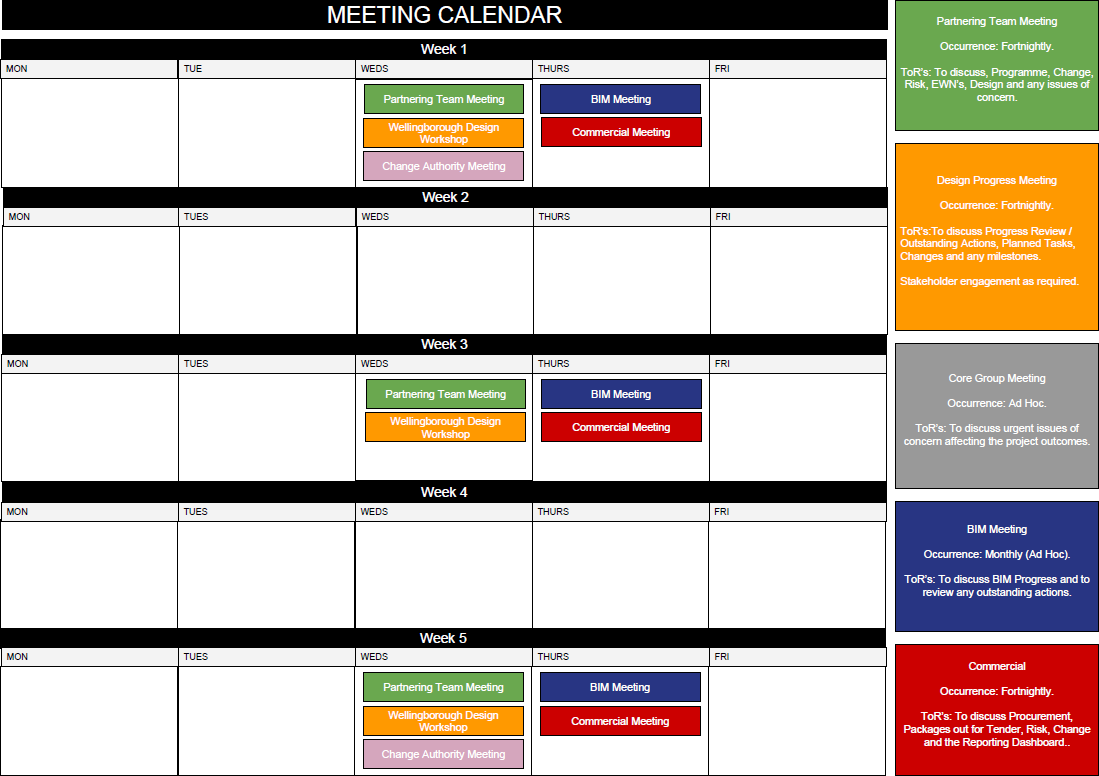 MEETING CALENDAR
Week 1
MON TUE WEDS THURS FRI
Partnering Team Meeting
Wellingborough Design
Workshop
Change Authority Meeting
BIM Meeting
Commercial Meeting
Week 2
MON TUES WEDS THURS FRI
Week 3
MON TUES WEDS THURS FRI
Partnering Team Meeting
Wellingborough Design
Workshop
BIM Meeting
Commercial Meeting
Week 4
MON TUES WEDS THURS FRI
Week 5
MON TUES WEDS THURS FRI
Partnering Team Meeting
Wellingborough Design
Workshop
Change Authority Meeting
BIM Meeting
Commercial Meeting
Partnering Team Meeting
Occurrence: Fortnightly.
ToR's: To discuss, Programme, Change,
Risk, EWN's, Design and any issues of
concern.
Design Progress Meeting
Occurrence: Fortnightly.
ToR's:To discuss Progress Review /
Outstanding Actions, Planned Tasks,
Changes and any milestones.
Stakeholder engagement as required.
Core Group Meeting
Occurrence: Ad Hoc.
ToR's: To discuss urgent issues of
concern affecting the project outcomes.
BIM Meeting
Occurrence: Monthly (Ad Hoc).
ToR's: To discuss BIM Progress and to
review any outstanding actions.
Commercial
Occurrence: Fortnightly.
ToR's: To discuss Procurement,
Packages out for Tender, Risk, Change
and the Reporting Dashboard..